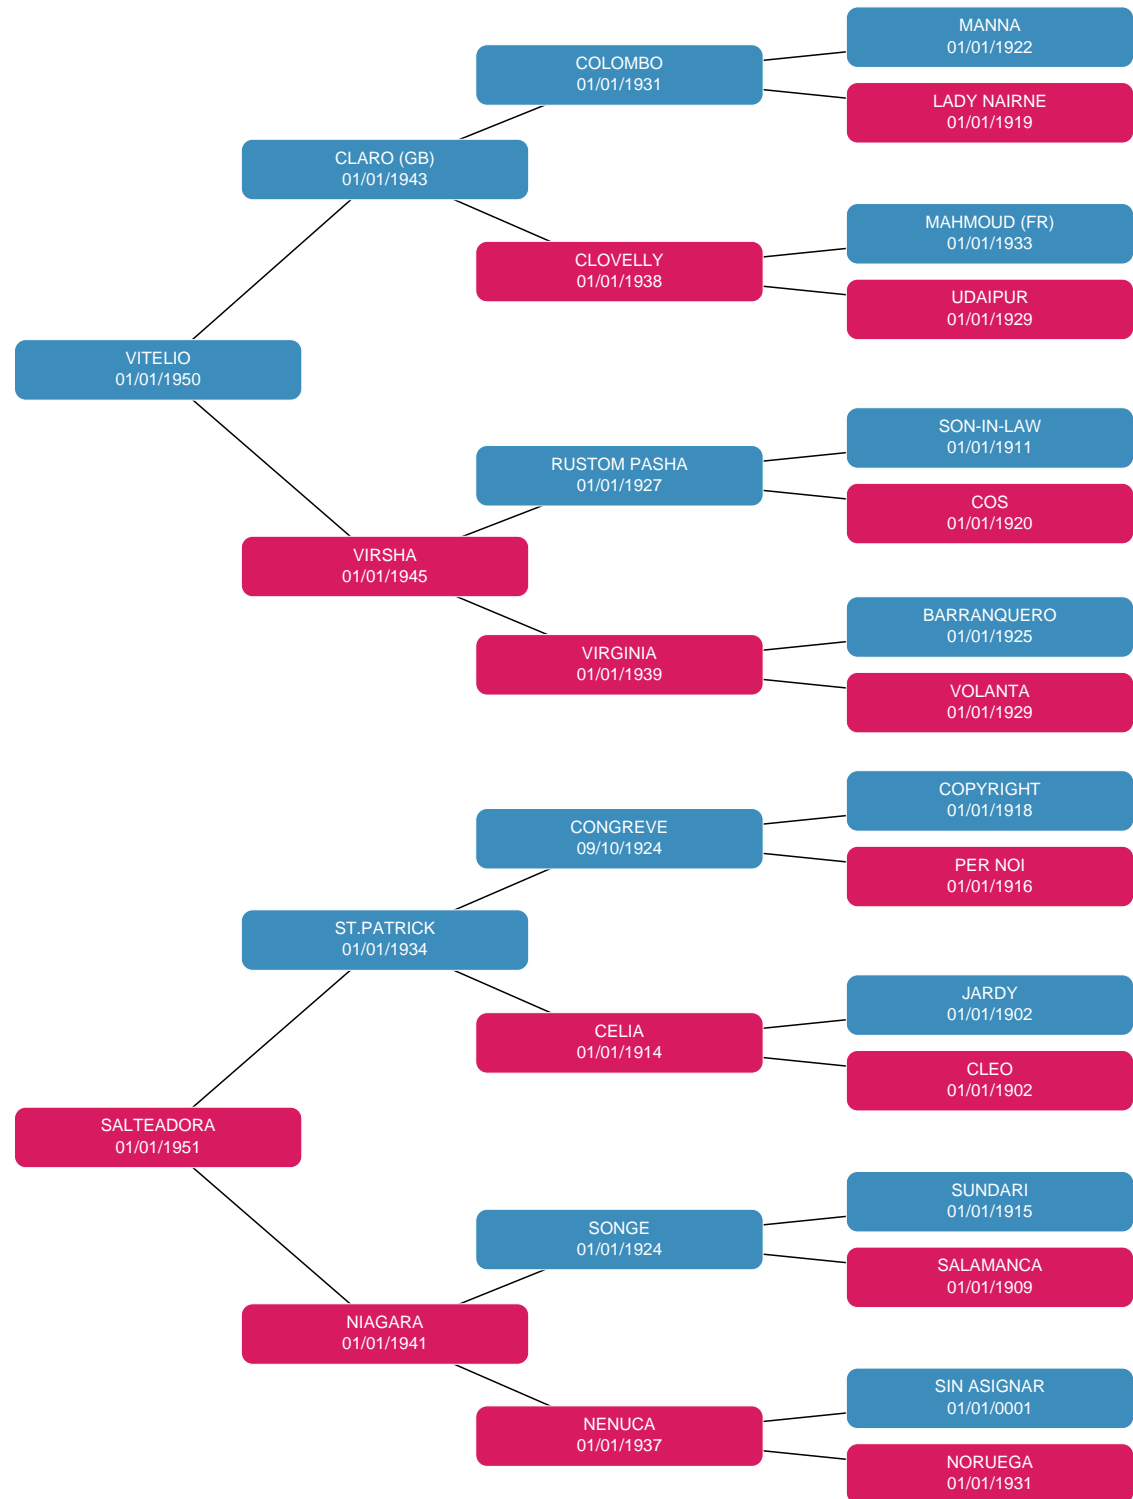 MANNA
01/01/1922
COLOMBO
01/01/1931
LADY NAIRNE
01/01/1919
CLARO (GB)
01/01/1943
MAHMOUD (FR)
01/01/1933
CLOVELLY
01/01/1938
UDAIPUR
01/01/1929
VITELIO
01/01/1950
SON-IN-LAW
01/01/1911
RUSTOM PASHA
01/01/1927
COS
01/01/1920
VIRSHA
01/01/1945
BARRANQUERO
01/01/1925
VIRGINIA
01/01/1939
VOLANTA
01/01/1929
COPYRIGHT
01/01/1918
CONGREVE
09/10/1924
PER NOI
01/01/1916
ST.PATRICK
01/01/1934
JARDY
01/01/1902
CELIA
01/01/1914
CLEO
01/01/1902
SALTEADORA
01/01/1951
SUNDARI
01/01/1915
SONGE
01/01/1924
SALAMANCA
01/01/1909
NIAGARA
01/01/1941
SIN ASIGNAR
01/01/0001
NENUCA
01/01/1937
NORUEGA
01/01/1931